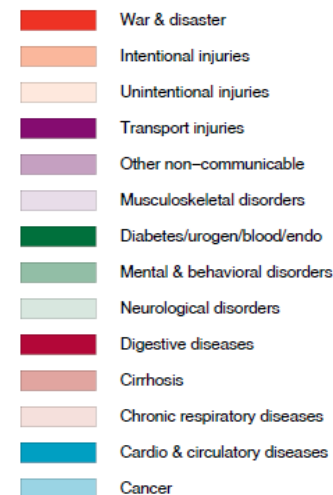 War & disaster
Intentional injuries
Unintentional injuries
Transport injuries
Other non–communicable
Musculoskeletal disorders
Diabetes/urogen/blood/endo
Mental & behavioral disorders
Neurological disorders
Digestive diseases
Cirrhosis
Chronic respiratory diseases
Cardio & circulatory diseases
Cancer